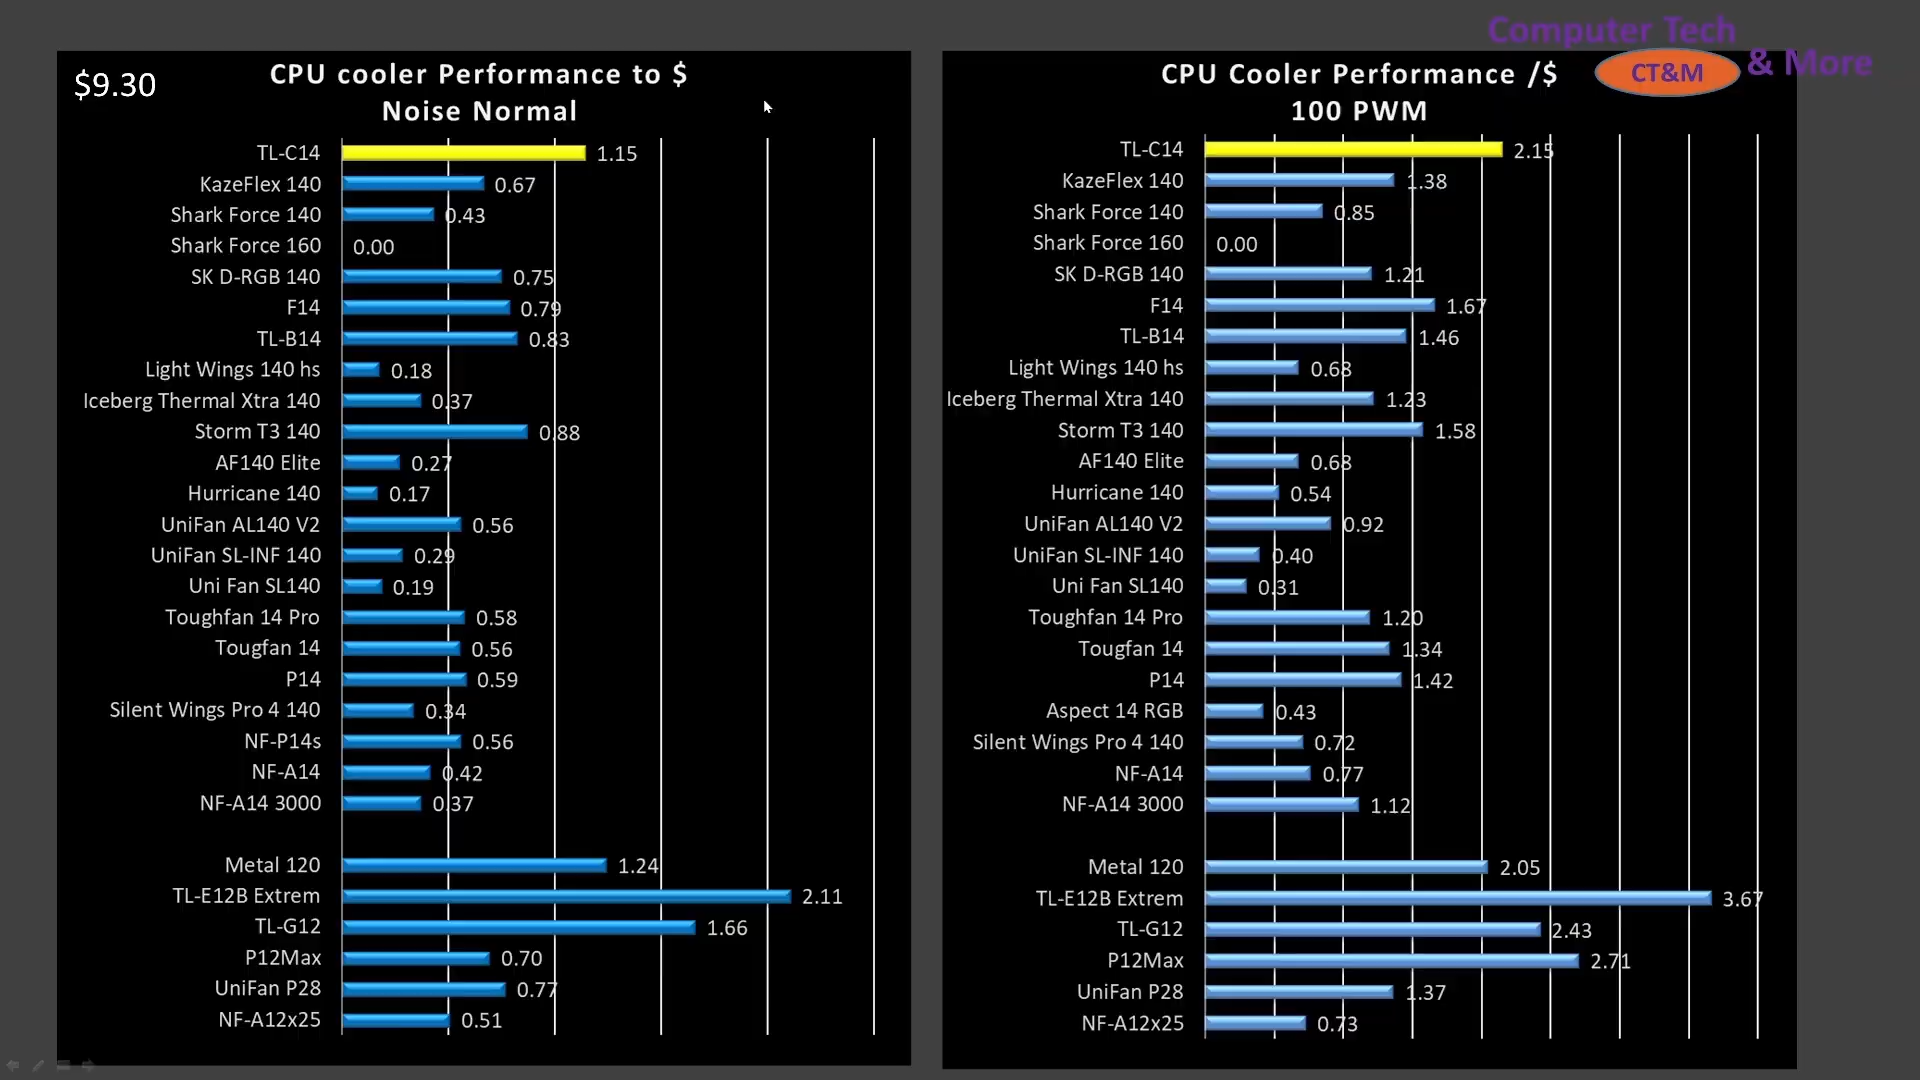 Computer Tech
CT&M & More
$9.30
CPU cooler Performance to $
Noise Normal
TL-C14 1.15
KazeFlex 140 0.67
Shark Force 140 0.43
Shark Force 160 0.00
SK D-RGB 140 0.75
F14 0.79
TL-B14 0.83
Light Wings 140 hs 0.18
Iceberg Thermal Xtra 140 0.37
Storm T3 140 0.88
AF140 Elite 0.27
Hurricane 140 0.17
UniFan AL140 V2 0.56
UniFan SL-INF 140 0.29
Uni Fan SL140 0.19
Toughfan 14 Pro 0.58
Tougfan 14 0.56
P14 0.59
Silent Wings Pro 4 140 0.34
NF-P14s 0.56
NF-A14 0.42
NF-A14 3000 0.37
Metal 120 1.24
TL-E12B Extrem 2.11
TL-G12 1.66
P12Max 0.70
UniFan P28 0.77
NF-A12x25 0.51
CPU Cooler Performance /$
100 PWM
TL-C14 2.15
KazeFlex 140 1.38
Shark Force 140 0.85
Shark Force 160 0.00
SK D-RGB 140 1.21
F14 1.67
TL-B14 1.46
Light Wings 140 hs 0.68
Iceberg Thermal Xtra 140 1.23
Storm T3 140 1.58
AF140 Elite 0.68
Hurricane 140 0.54
UniFan AL140 V2 0.92
UniFan SL-INF 140 0.40
Uni Fan SL140 0.31
Toughfan 14 Pro 1.20
Tougfan 14 1.34
P14 1.42
Aspect 14 RGB 0.43
Silent Wings Pro 4 140 0.72
NF-A14 0.77
NF-A14 3000 1.12
Metal 120 2.05
TL-E12B Extrem 3.67
TL-G12 2.43
P12Max 2.71
UniFan P28 1.37
NF-A12x25 0.73